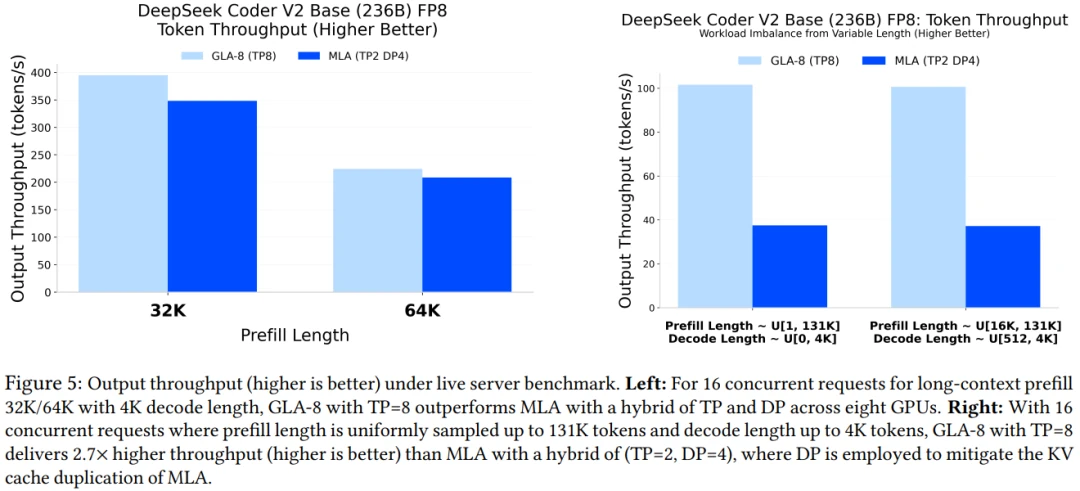 DeepSeek Coder V2 Base (236B) FP8
Token Throughput (Higher Better)
GLA-8 (TP8)
MLA (TP2 DP4)
Output Throughput (tokens/s)
400
350
300
250
200
150
100
50
0
32K
64K
Prefill Length
DeepSeek Coder V2 Base (236B) FP8: Token Throughput
Workload Imbalance from Variable Length (Higher Better)
GLA-8 (TP8)
MLA (TP2 DP4)
Output Throughput (tokens/s)
100
80
60
40
20
0
Prefill Length ~ U[1, 131K]
Decode Length ~ U[0, 4K]
Prefill Length ~ U[16K, 131K]
Decode Length ~ U[512, 4K]
Figure 5: Output throughput (higher is better) under live server benchmark. Left: For 16 concurrent requests for long-context prefill
32K/64K with 4K decode length, GLA-8 with TP=8 outperforms MLA with a hybrid of TP and DP across eight GPUs. Right: With 16
concurrent requests where prefill length is uniformly sampled up to 131K tokens and decode length up to 4K tokens, GLA-8 with TP=8
delivers 2.7× higher throughput (higher is better) than MLA with a hybrid of (TP=2, DP=4), where DP is employed to mitigate the KV
cache duplication of MLA.